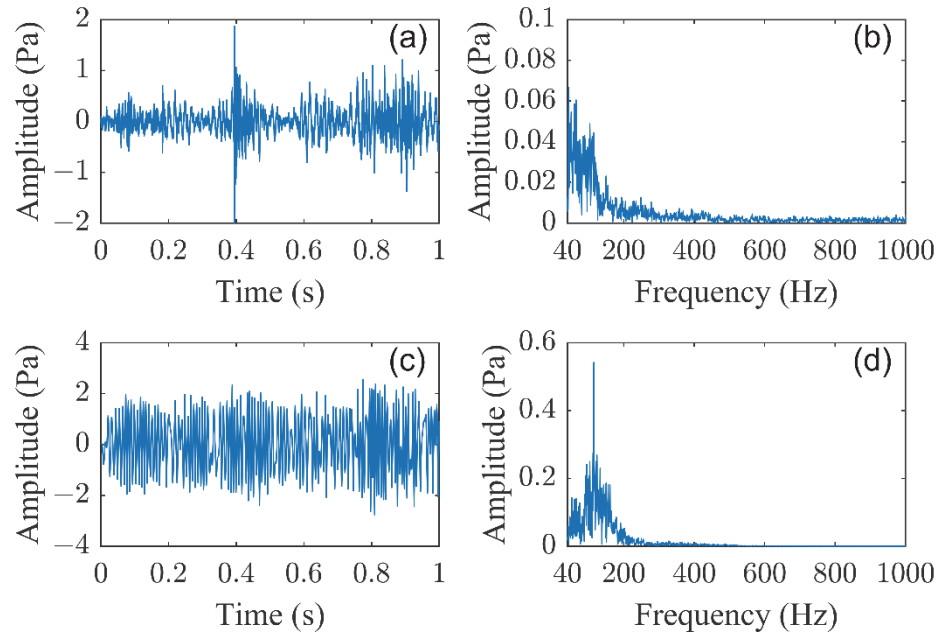 (a)
Amplitude (Pa)
2
1
0
−1
−2
0 0.2 0.4 0.6 0.8 1
Time (s)
(b)
Amplitude (Pa)
0.1
0.08
0.06
0.04
0.02
0
40 200 400 600 800 1000
Frequency (Hz)
(c)
Amplitude (Pa)
4
2
0
−2
−4
0 0.2 0.4 0.6 0.8 1
Time (s)
(d)
Amplitude (Pa)
0.6
0.4
0.2
0
40 200 400 600 800 1000
Frequency (Hz)